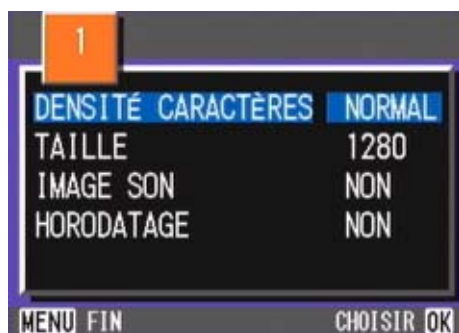 1
DENSITÉ CARACTÈRES NORMAL
TAILLE 1280
IMAGE SON NON
HORODATAGE NON
MENU FIN CHOISIR OK